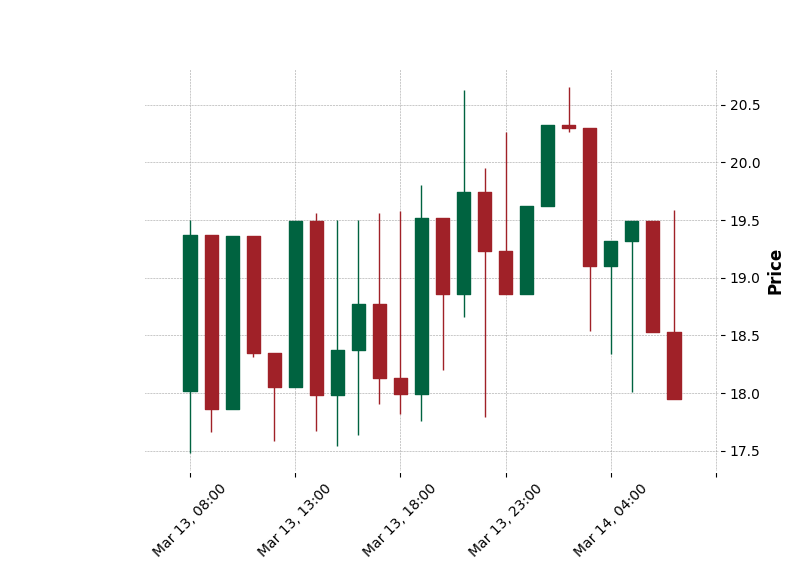 20.5
20.0
19.5
19.0
18.5
18.0
17.5
Price
Mar 13, 08:00
Mar 13, 13:00
Mar 13, 18:00
Mar 13, 23:00
Mar 14, 04:00